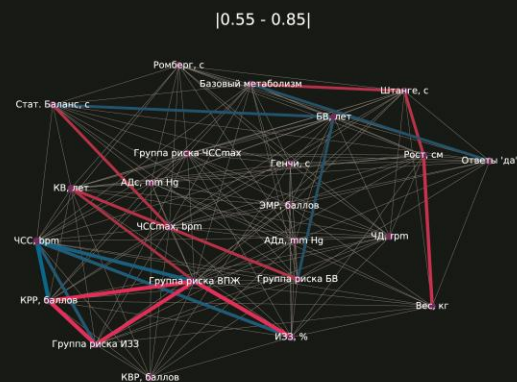 |0.55 - 0.85|
Ромберг, с
Базовый метаболизм
Штанге, с
Стат. Баланс, с
БВ, лет
Группа риска ЧССmax
Генчи, с
Рост, см
Ответы 'да'
КВ, лет
АДс, mm Hg
ЭМР, баллов
ЧССmax, bpm
ЧСС, bpm
АДд, mm Hg
ЧД, rpm
Группа риска ВПЖ
Группа риска БВ
КРР, баллов
Вес, кг
Группа риска ИЗЗ
ИЗЗ, %
КВР, баллов